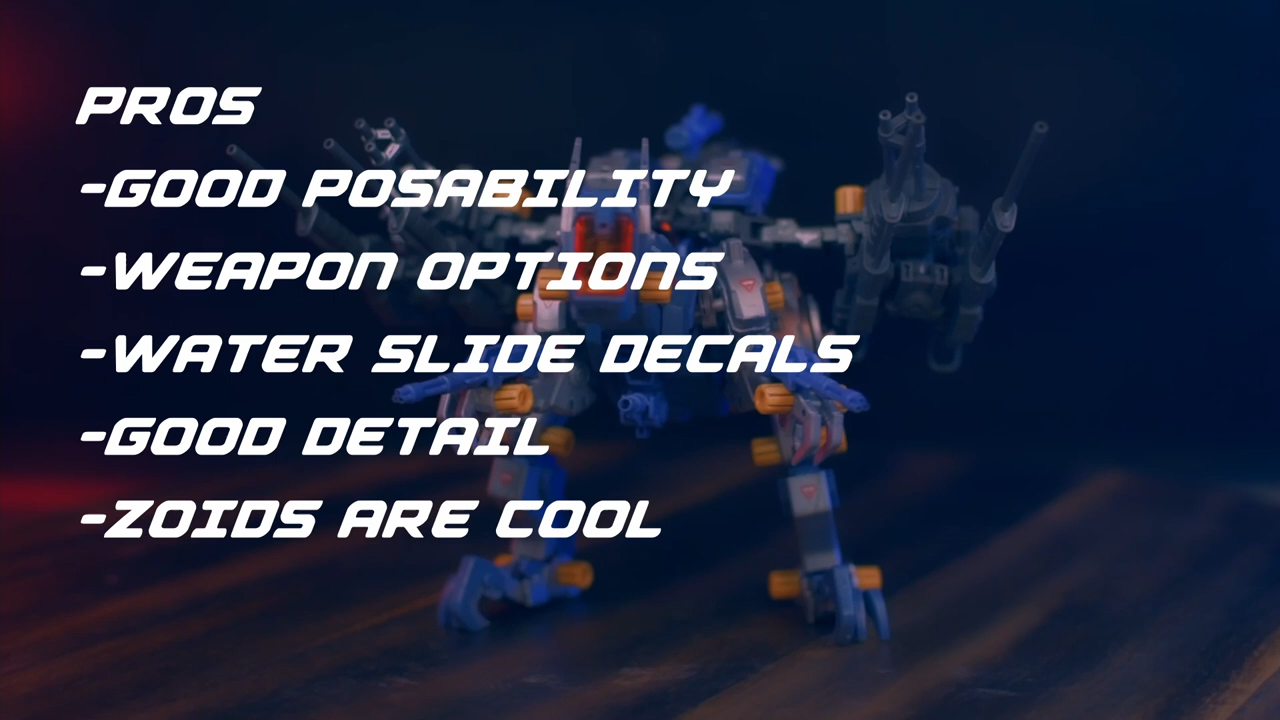 PROS
-GOOD POSABILITY
-WEAPON OPTIONS
-WATER SLIDE DECALS
-GOOD DETAIL
-ZOIDS ARE COOL